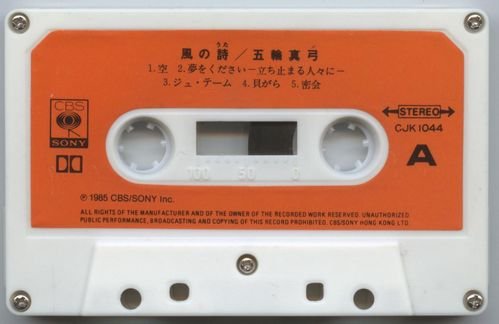 うた
風の詩／五輪真弓
1.空 2.夢をください－立ち止まる人々に－
3.ジュ・テーム 4.貝がら 5.密会
CBS
SONY
STEREO
CJK 1044
A
100 50 0
℗ 1985 CBS/SONY Inc.
ALL RIGHTS OF THE MANUFACTURER AND OF THE OWNER OF THE RECORDED WORK RESERVED. UNAUTHORIZED
PUBLIC PERFORMANCE, BROADCASTING AND COPYING OF THIS RECORD PROHIBITED. CBS/SONY HONG KONG LTD.